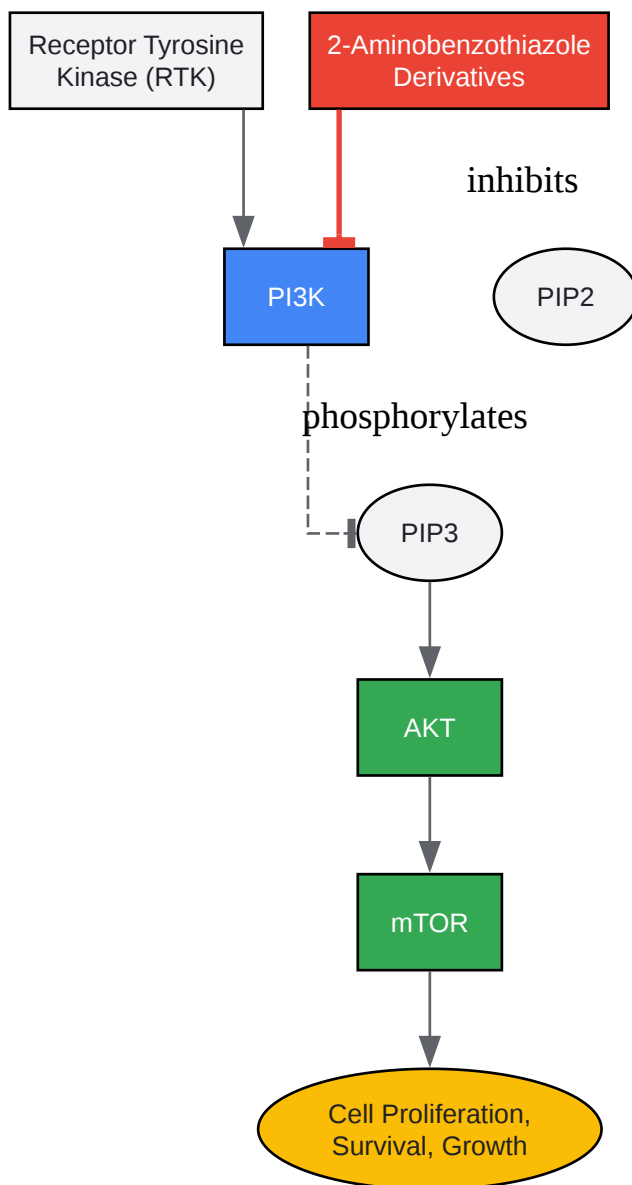 Receptor Tyrosine
Kinase (RTK)
2-Aminobenzothiazole
Derivatives
inhibits
PI3K
PIP2
phosphorylates
PIP3
AKT
mTOR
Cell Proliferation,
Survival, Growth